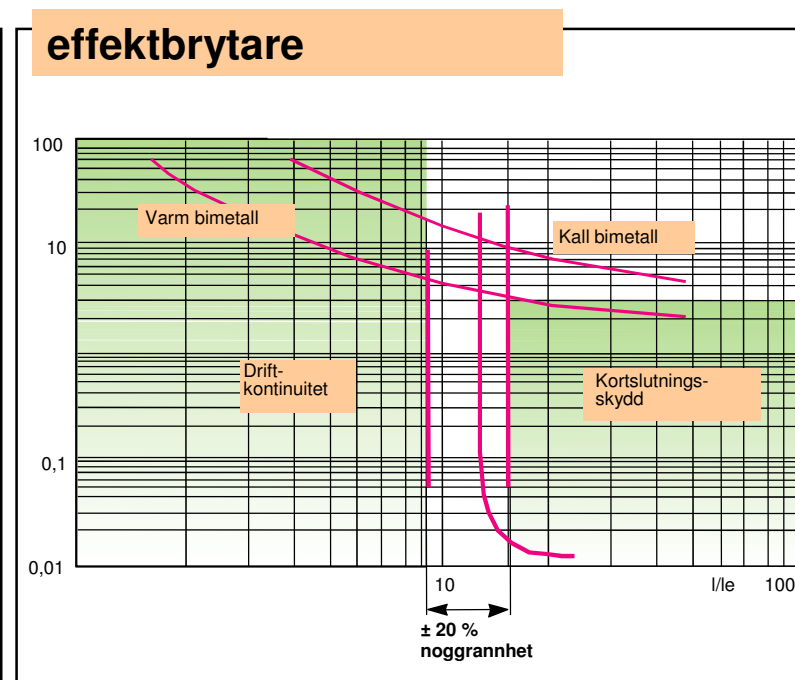 effektbrytare
100
Varm bimetall
Kall bimetall
10
Drift-
kontinuitet
Kortslutnings-
skydd
0,1
0,01
10
I/Ie
100
± 20 %
noggrannhet